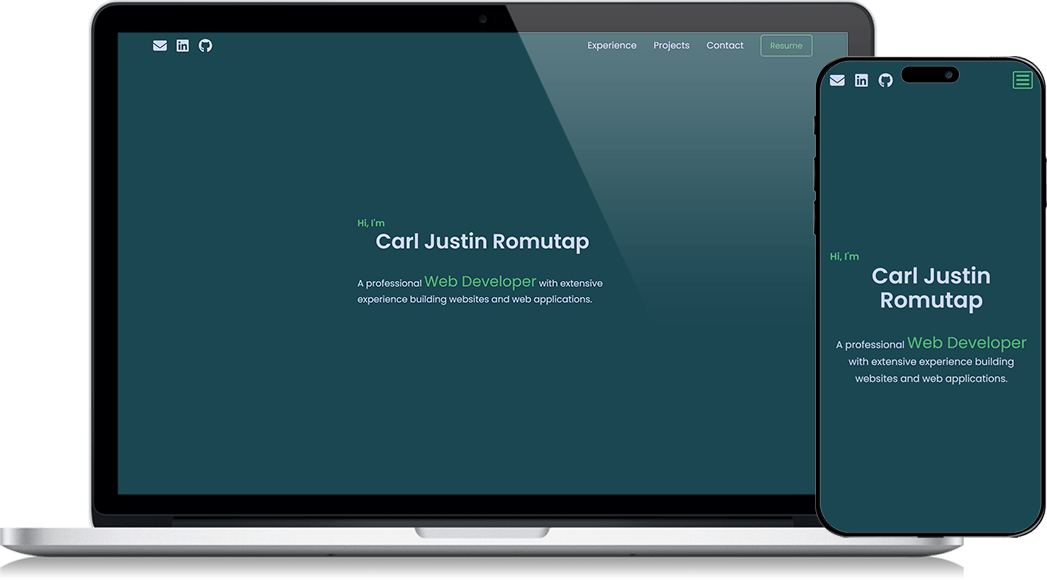 Experience Projects Contact Resume
Hi, I'm
Carl Justin Romutap
A professional Web Developer with extensive
experience building websites and web applications.
Hi, I'm
Carl Justin
Romutap
A professional Web Developer
with extensive experience building
websites and web applications.